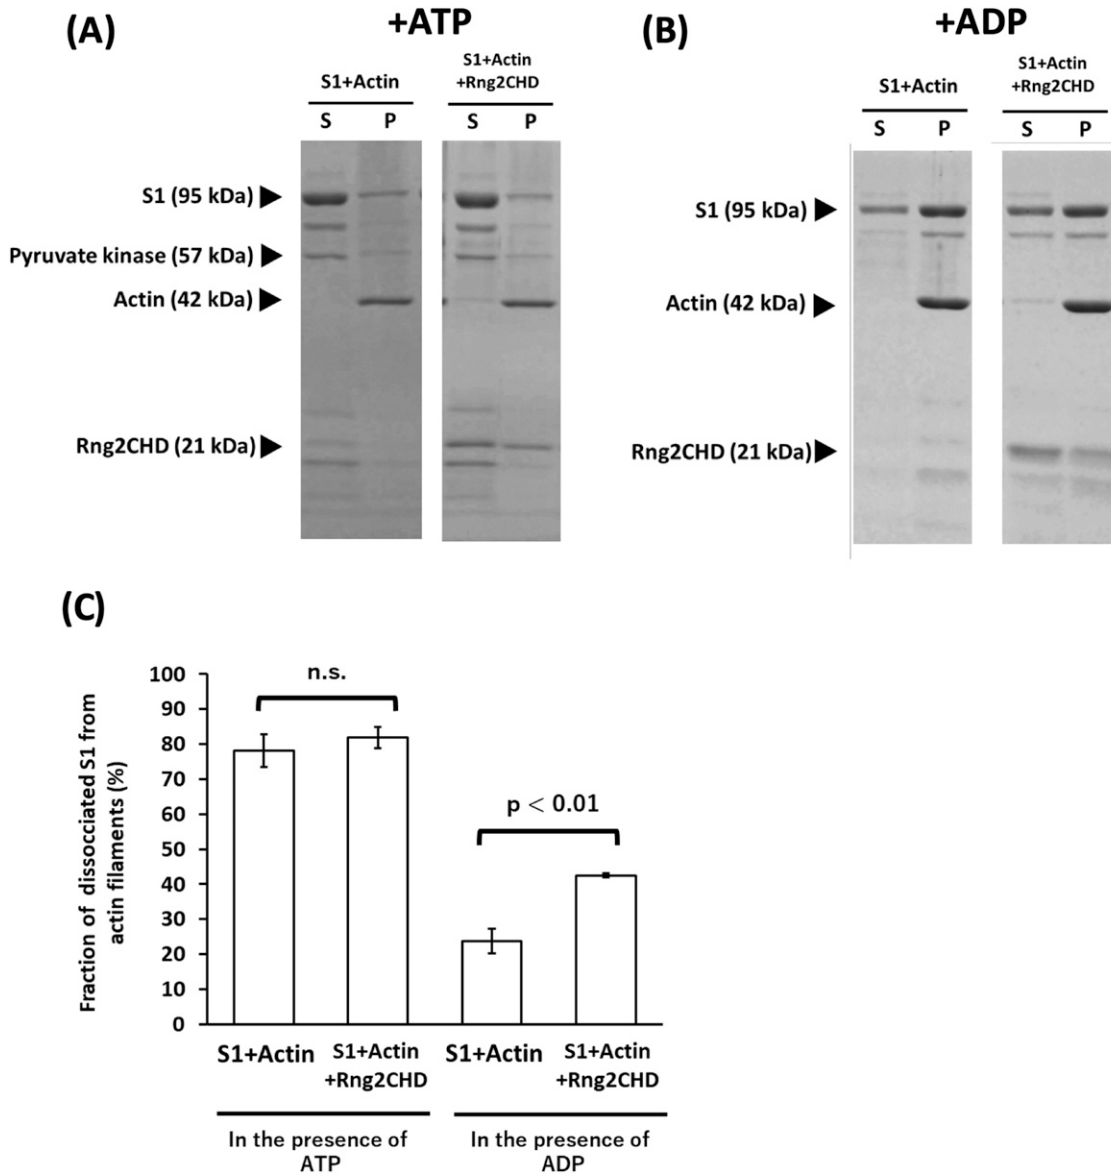 (A)
+ATP
S1+Actin
S1+Actin
+Rng2CHD
S P S P
S1 (95 kDa)
Pyruvate kinase (57 kDa)
Actin (42 kDa)
Rng2CHD (21 kDa)
(B)
+ADP
S1+Actin
S1+Actin
+Rng2CHD
S P S P
S1 (95 kDa)
Actin (42 kDa)
Rng2CHD (21 kDa)
(C)
Fraction of dissocciated S1 from
actin filaments (%)
100
90
80
70
60
50
40
30
20
10
0
n.s.
p < 0.01
S1+Actin
S1+Actin
+Rng2CHD
S1+Actin
S1+Actin
+Rng2CHD
In the presence of
ATP
In the presence of
ADP